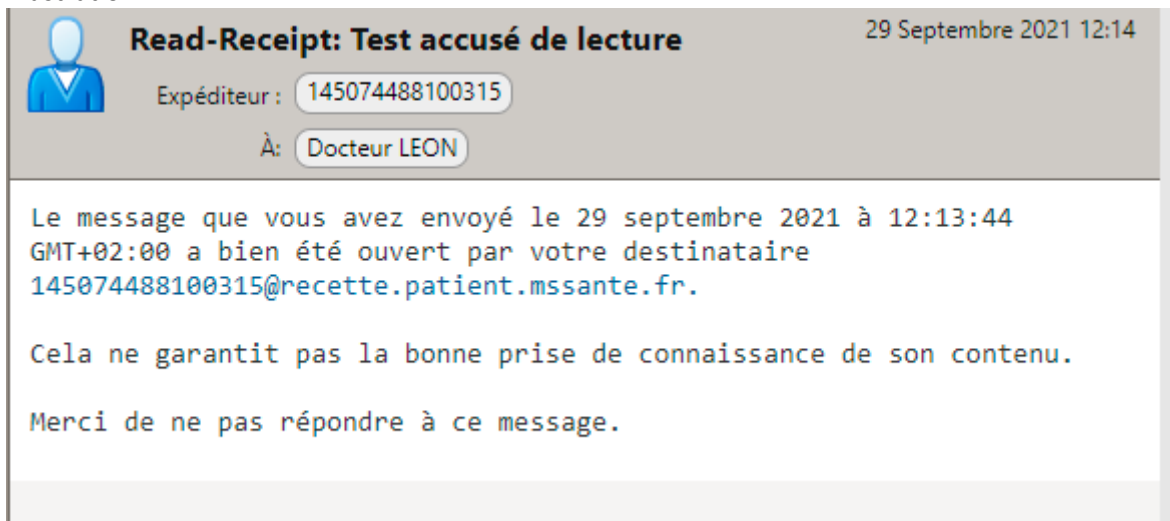 Read-Receipt: Test accusé de lecture
29 Septembre 2021 12:14
Expéditeur : 145074488100315
À: Docteur LEON
Le message que vous avez envoyé le 29 septembre 2021 à 12:13:44
GMT+02:00 a bien été ouvert par votre destinataire
145074488100315@recette.patient.mssante.fr.
Cela ne garantit pas la bonne prise de connaissance de son contenu.
Merci de ne pas répondre à ce message.